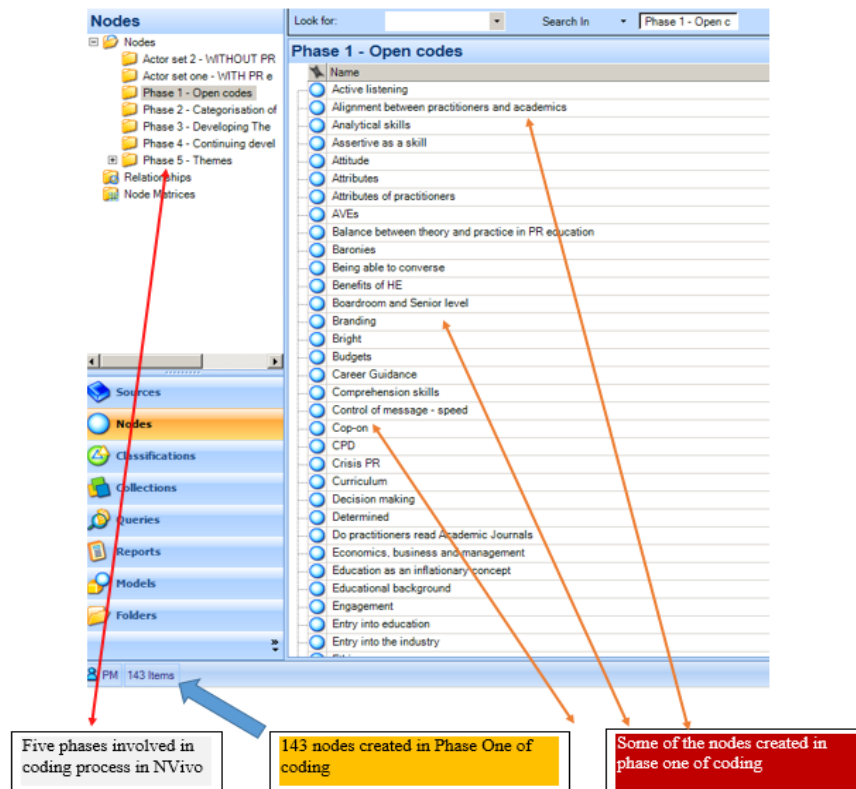 Nodes
Look for:
Search In
Phase 1 - Open c
Nodes
Actor set 2 - WITHOUT PR
Actor set one - WITH PR e
Phase 1 - Open codes
Phase 2 - Categorisation of
Phase 3 - Developing The
Phase 4 - Continuing devel
Phase 5 - Themes
Relationships
Node Matrices
Sources
Nodes
Classifications
Collections
Queries
Reports
Models
Folders
Phase 1 - Open codes
Name
Active listening
Alignment between practitioners and academics
Analytical skills
Assertive as a skill
Attitude
Attributes
Attributes of practitioners
AVEs
Balance between theory and practice in PR education
Baronies
Being able to converse
Benefits of HE
Boardroom and Senior level
Branding
Bright
Budgets
Career Guidance
Comprehension skills
Control of message - speed
Cop-on
CPD
Crisis PR
Curriculum
Decision making
Determined
Do practitioners read Academic Journals
Economics, business and management
Education as an inflationary concept
Educational background
Engagement
Entry into education
Entry into the industry
PM 143 Items
Five phases involved in
coding process in NVivo
143 nodes created in Phase One of
coding
Some of the nodes created in
phase one of coding